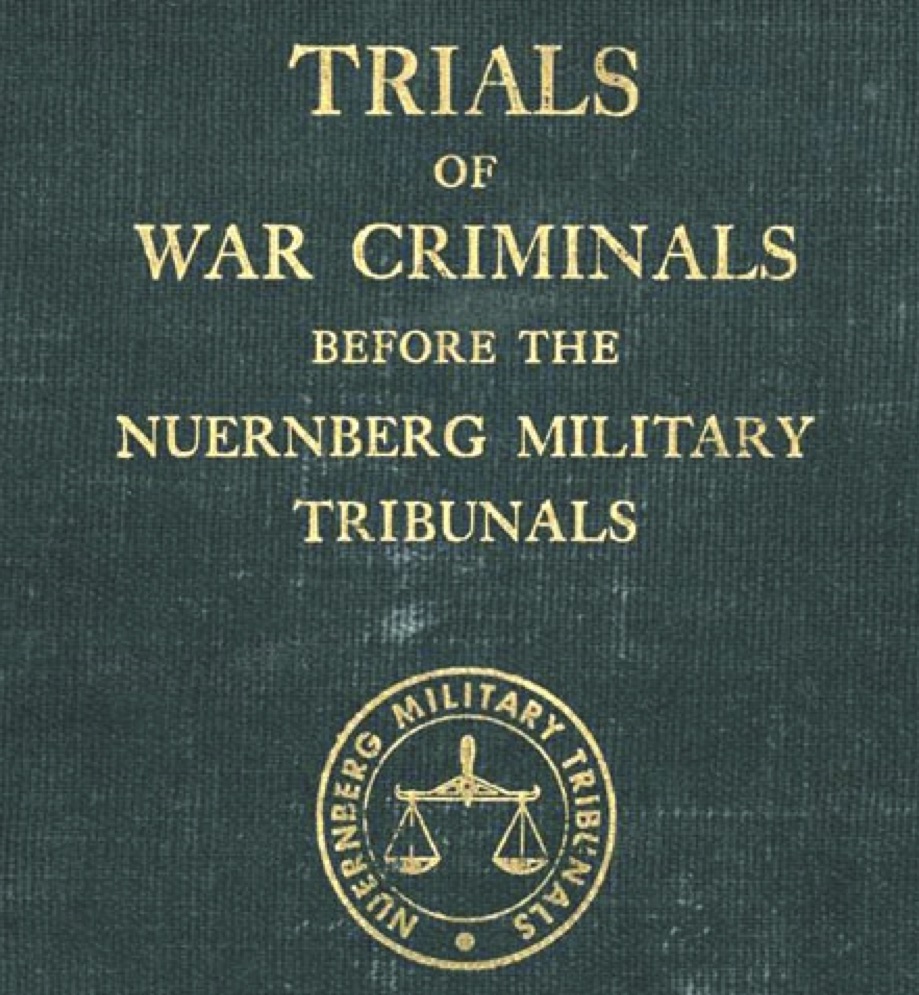 TRIALS
OF
WAR CRIMINALS
BEFORE THE
NUERNBERG MILITARY
TRIBUNALS
NUERNBERG MILITARY TRIBUNALS